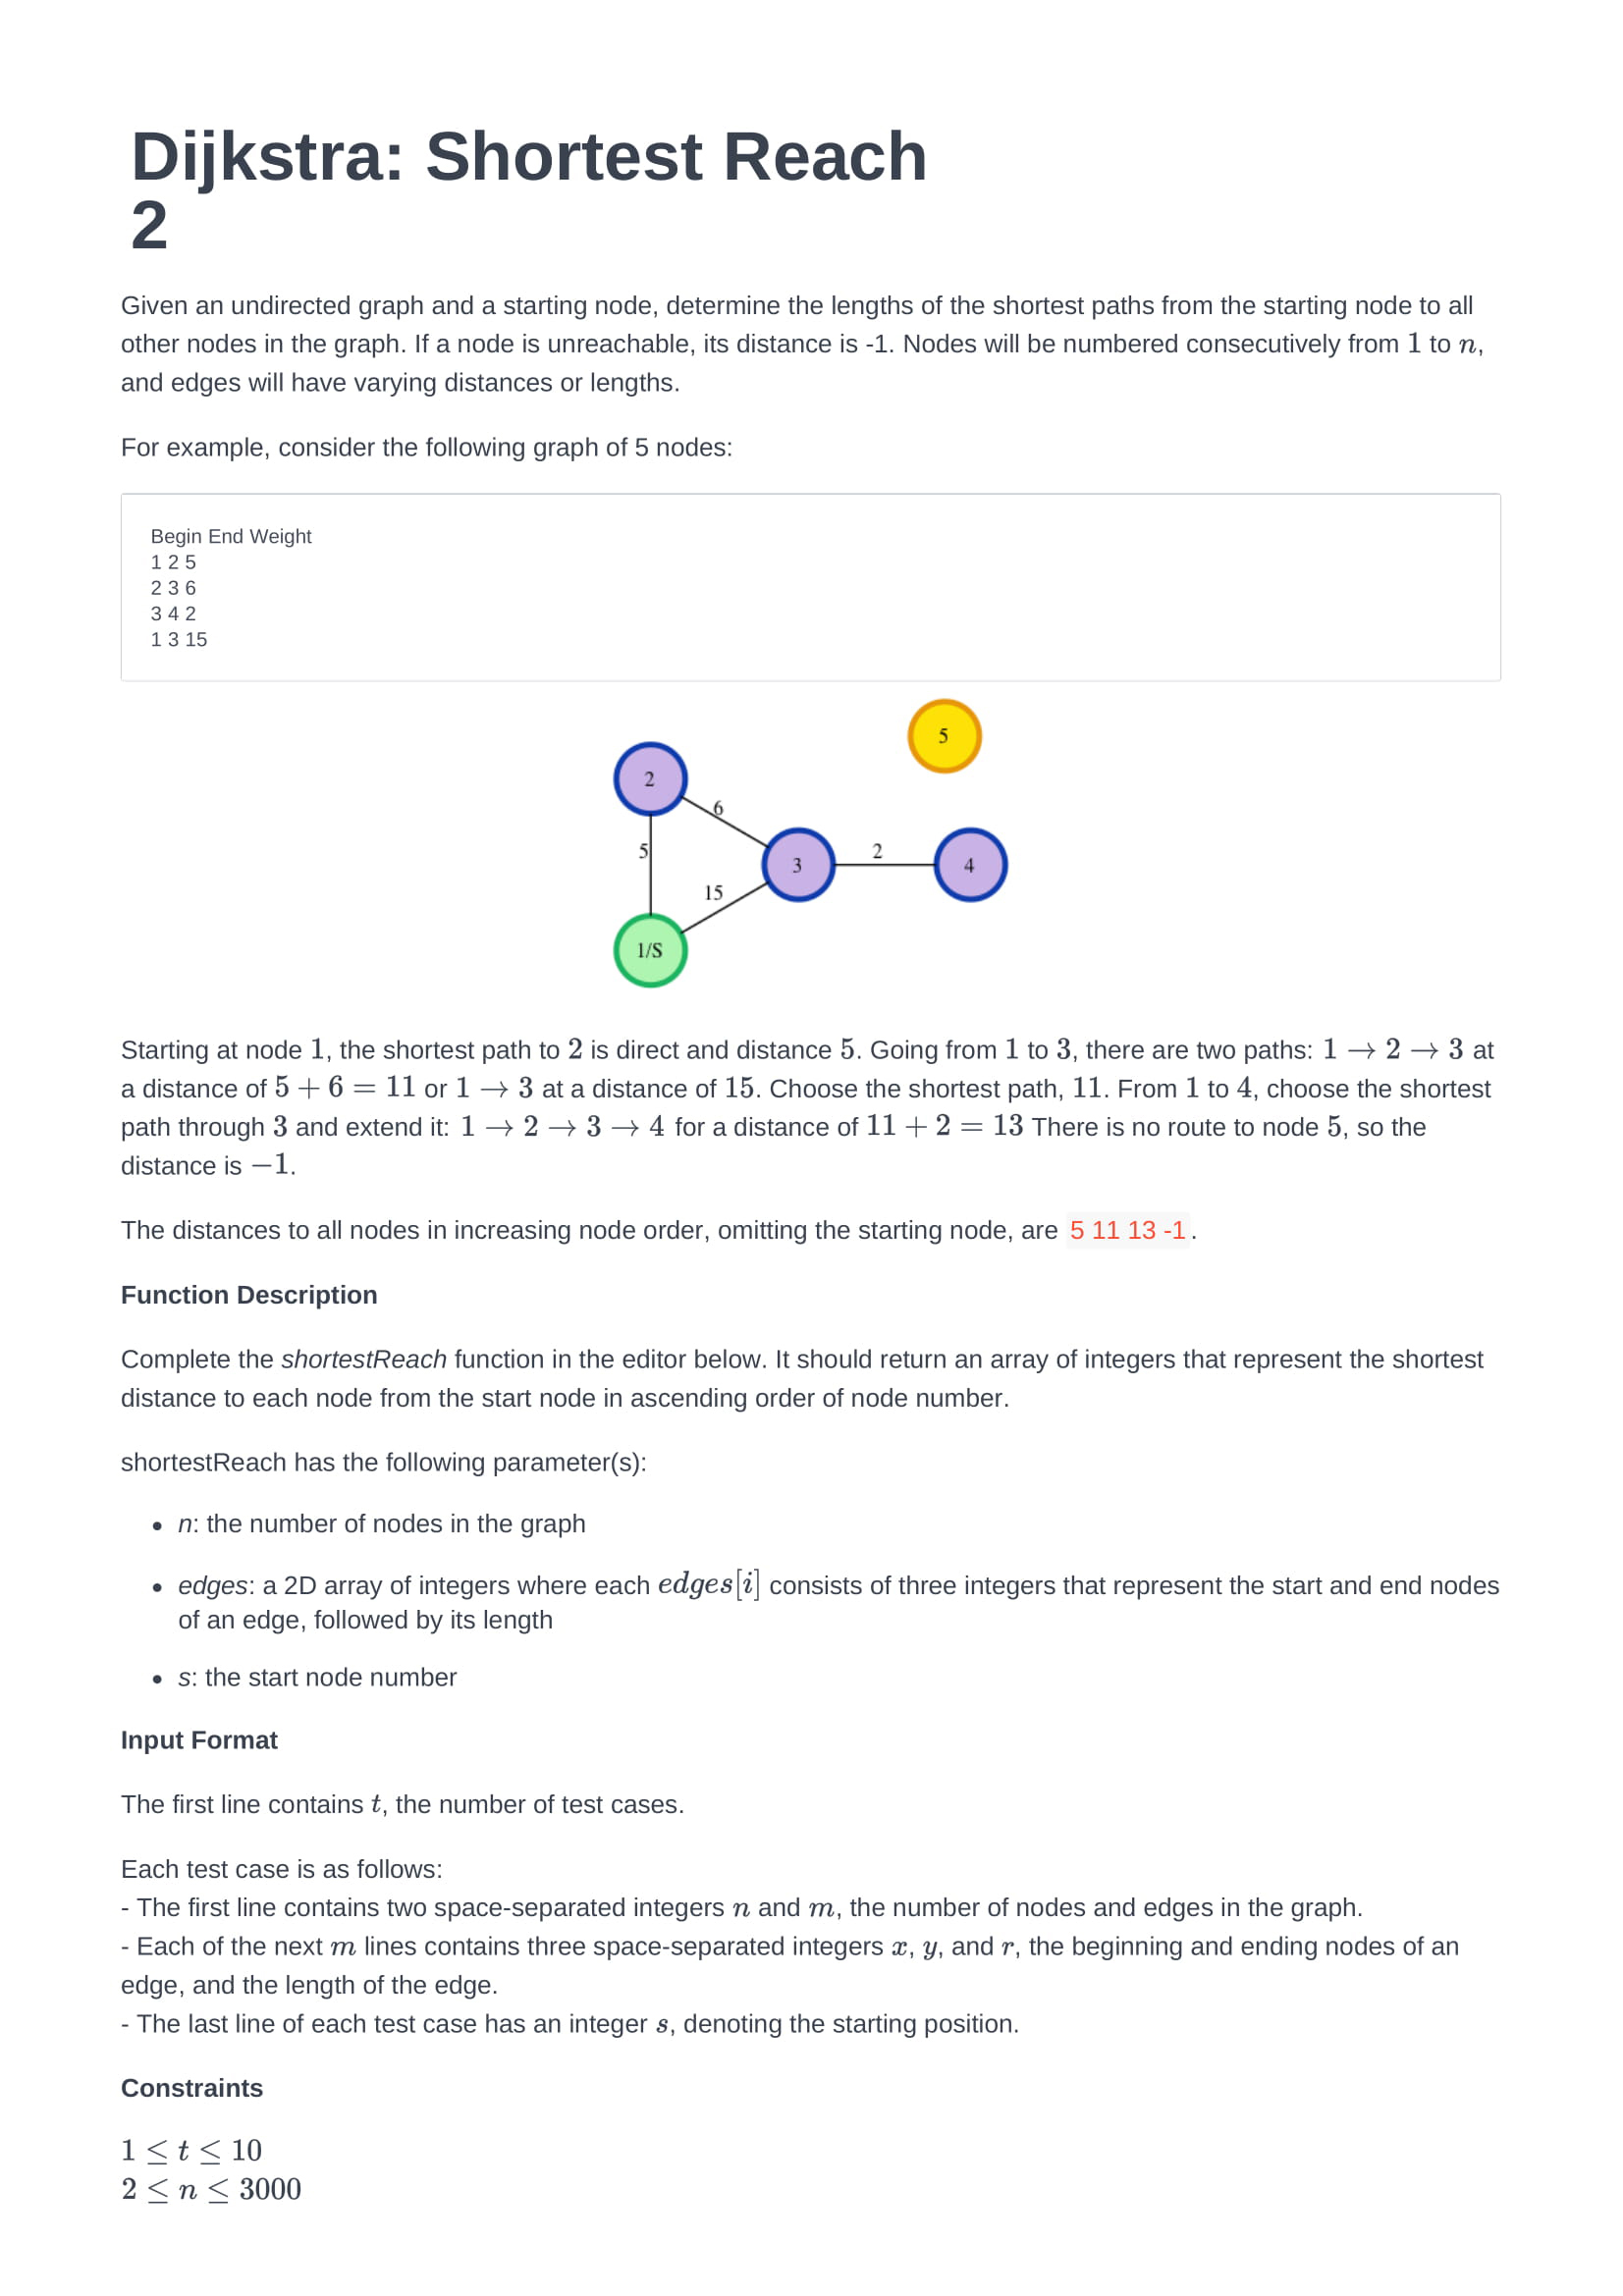 Dijkstra: Shortest Reach
2
Given an undirected graph and a starting node, determine the lengths of the shortest paths from the starting node to all
other nodes in the graph. If a node is unreachable, its distance is -1. Nodes will be numbered consecutively from 1 to n,
and edges will have varying distances or lengths.
For example, consider the following graph of 5 nodes:
Begin End Weight
1 2 5
2 3 6
3 4 2
1 3 15
5
2
6
5
3
2
4
15
1/S
Starting at node 1, the shortest path to 2 is direct and distance 5. Going from 1 to 3, there are two paths: 1 → 2 → 3 at
a distance of 5 + 6 = 11 or 1 → 3 at a distance of 15. Choose the shortest path, 11. From 1 to 4, choose the shortest
path through 3 and extend it: 1 → 2 → 3 → 4 for a distance of 11 + 2 = 13 There is no route to node 5, so the
distance is −1.
The distances to all nodes in increasing node order, omitting the starting node, are 5 11 13 -1.
Function Description
Complete the shortestReach function in the editor below. It should return an array of integers that represent the shortest
distance to each node from the start node in ascending order of node number.
shortestReach has the following parameter(s):
• n: the number of nodes in the graph
• edges: a 2D array of integers where each edges[i] consists of three integers that represent the start and end nodes
of an edge, followed by its length
• s: the start node number
Input Format
The first line contains t, the number of test cases.
Each test case is as follows:
- The first line contains two space-separated integers n and m, the number of nodes and edges in the graph.
- Each of the next m lines contains three space-separated integers x, y, and r, the beginning and ending nodes of an
edge, and the length of the edge.
- The last line of each test case has an integer s, denoting the starting position.
Constraints
1 ≤ t ≤ 10
2 ≤ n ≤ 3000